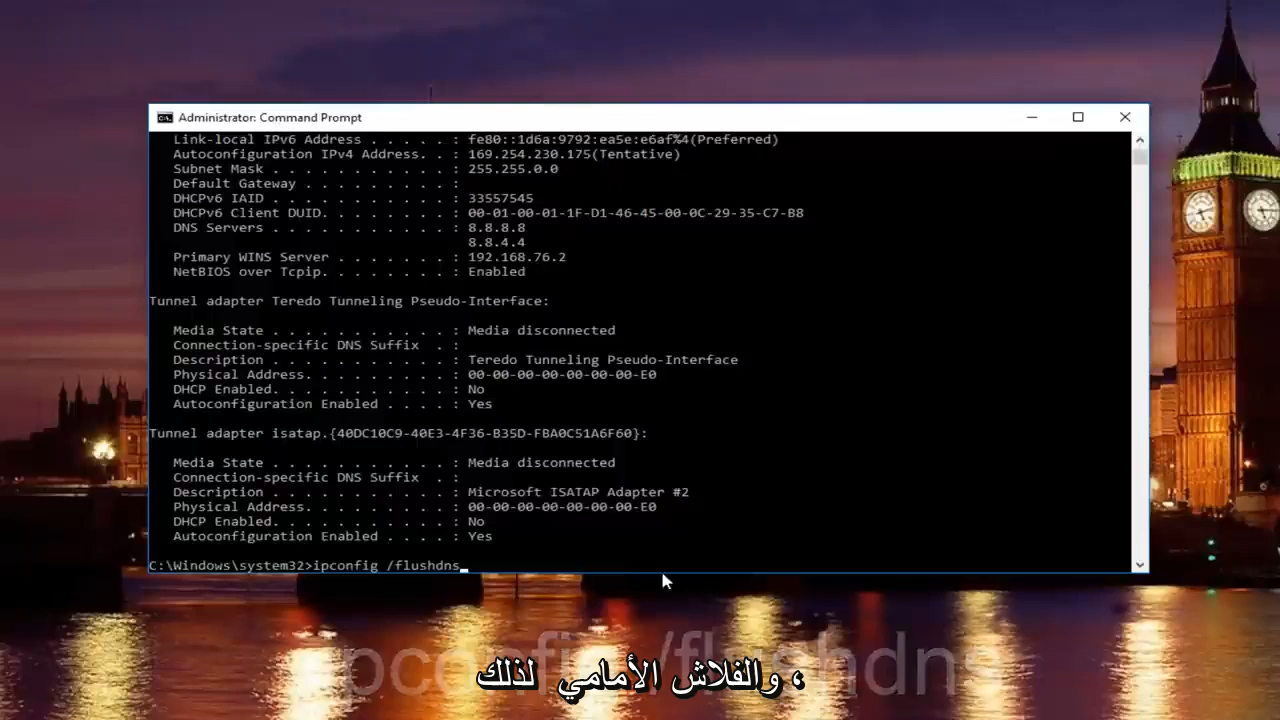 Administrator: Command Prompt
Link-local IPv6 Address . . . . . : fe80::1d6a:9792:ea5e:e6af%4(Preferred)
Autoconfiguration IPv4 Address. . : 169.254.230.175(Tentative)
Subnet Mask . . . . . . . . . . . : 255.255.0.0
Default Gateway . . . . . . . . . :
DHCPv6 IAID . . . . . . . . . . . : 33557545
DHCPv6 Client DUID. . . . . . . . : 00-01-00-01-1F-D1-46-45-00-0C-29-35-C7-B8
DNS Servers . . . . . . . . . . . : 8.8.8.8
8.8.4.4
Primary WINS Server . . . . . . . : 192.168.76.2
NetBIOS over Tcpip. . . . . . . . : Enabled
Tunnel adapter Teredo Tunneling Pseudo-Interface:
Media State . . . . . . . . . . . : Media disconnected
Connection-specific DNS Suffix  . :
Description . . . . . . . . . . . : Teredo Tunneling Pseudo-Interface
Physical Address. . . . . . . . . : 00-00-00-00-00-00-00-E0
DHCP Enabled. . . . . . . . . . . : No
Autoconfiguration Enabled . . . . : Yes
Tunnel adapter isatap.{40DC10C9-40E3-4F36-B35D-FBA0C51A6F60}:
Media State . . . . . . . . . . . : Media disconnected
Connection-specific DNS Suffix  . :
Description . . . . . . . . . . . : Microsoft ISATAP Adapter #2
Physical Address. . . . . . . . . : 00-00-00-00-00-00-00-E0
DHCP Enabled. . . . . . . . . . . : No
Autoconfiguration Enabled . . . . : Yes
C:\Windows\system32>ipconfig /flushdns
ipconfig /flushdns
، والفلاش الأمامي لذلك